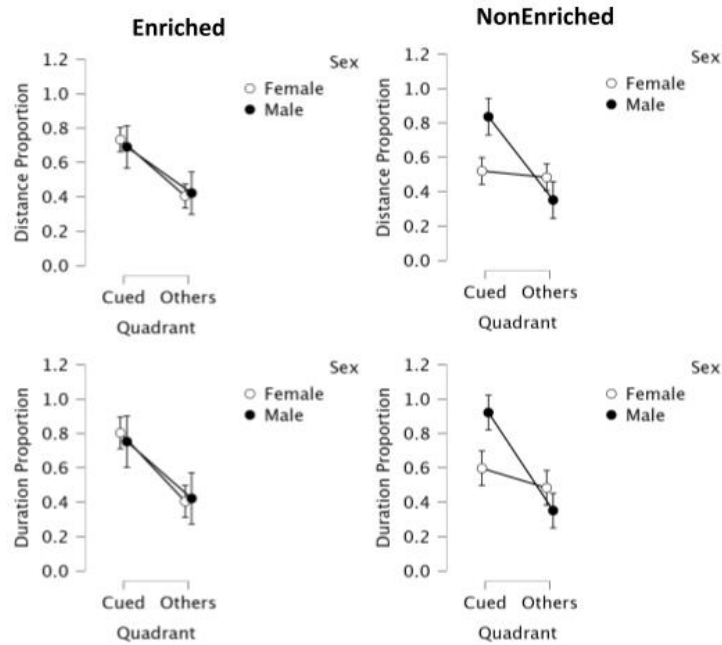 Enriched
NonEnriched
Sex
Female
Male
Distance Proportion
1.2
1.0
0.8
0.6
0.4
0.2
0.0
Cued Others
Quadrant
Sex
Female
Male
Distance Proportion
1.2
1.0
0.8
0.6
0.4
0.2
0.0
Cued Others
Quadrant
Sex
Female
Male
Duration Proportion
1.2
1.0
0.8
0.6
0.4
0.2
0.0
Cued Others
Quadrant
Sex
Female
Male
Duration Proportion
1.2
1.0
0.8
0.6
0.4
0.2
0.0
Cued Others
Quadrant